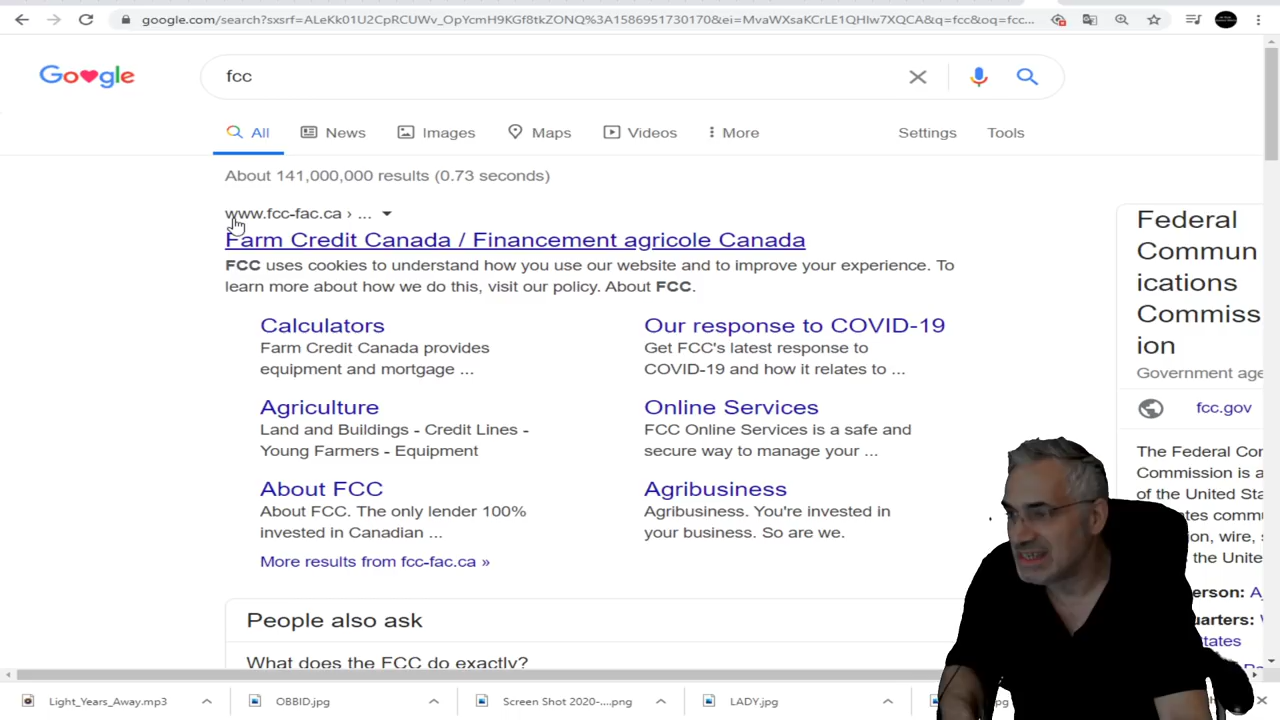 google.com/search?sxsrf=ALeKk01U2CpRCUWv_OpYcmH9KGf8tkZONQ%3A1586951730170&ei=MvaWXsaKCrLE1QHIw7XQCA&q=fcc&oq=fcc...
Google
fcc
All
News
Images
Maps
Videos
More
Settings
Tools
About 141,000,000 results (0.73 seconds)
www.fcc-fac.ca › ...
Farm Credit Canada / Financement agricole Canada
FCC uses cookies to understand how you use our website and to improve your experience. To
learn more about how we do this, visit our policy. About FCC.
Calculators
Farm Credit Canada provides
equipment and mortgage ...
Our response to COVID-19
Get FCC's latest response to
COVID-19 and how it relates to ...
Agriculture
Land and Buildings - Credit Lines -
Young Farmers - Equipment
Online Services
FCC Online Services is a safe and
secure way to manage your ...
About FCC
About FCC. The only lender 100%
invested in Canadian ...
Agribusiness
Agribusiness. You're invested in
your business. So are we.
More results from fcc-fac.ca »
People also ask
What does the FCC do exactly?
Federal
Commun
ications
Commiss
ion
Government age
fcc.gov
The Federal Cor
Commission is a
of the United Sta
ates commu
ion, wire, s
the United
erson: A
uarters:
tates
Light_Years_Away.mp3
OBBID.jpg
Screen Shot 2020-....png
LADY.jpg